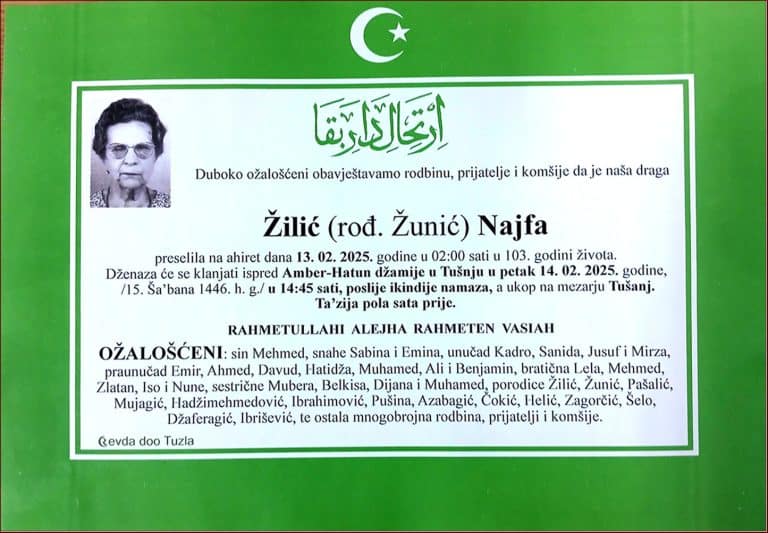 اِرْتِحَالِ دَارِ بَقَا
Duboko ožalošćeni obavještavamo rodbinu, prijatelje i komšije da je naša draga
Žilić (rođ. Žunić) Najfa
preselila na ahiret dana 13. 02. 2025. godine u 02:00 sati u 103. godini života.
Dženaza će se klanjati ispred Amber-Hatun džamije u Tušnju u petak 14. 02. 2025. godine,
/15. Ša'bana 1446. h. g./ u 14:45 sati, poslije ikindije namaza, a ukop na mezarju Tušanj.
Ta'zija pola sata prije.
RAHMETULLAHI ALEJHA RAHMETEN VASIAH
OŽALOŠĆENI: sin Mehmed, snahe Sabina i Emina, unučad Kadro, Sanida, Jusuf i Mirza,
praunučad Emir, Ahmed, Davud, Hatidža, Muhamed, Ali i Benjamin, bratična Lela, Mehmed,
Zlatan, Iso i Nune, sestrične Mubera, Belkisa, Dijana i Muhamed, porodice Žilić, Žunić, Pašalić,
Mujagić, Hadžimehmedović, Ibrahimović, Pušina, Azabagić, Čokić, Helić, Zagorčić, Šelo,
Džaferagić, Ibrišević, te ostala mnogobrojna rodbina, prijatelji i komšije.
Cevda doo Tuzla